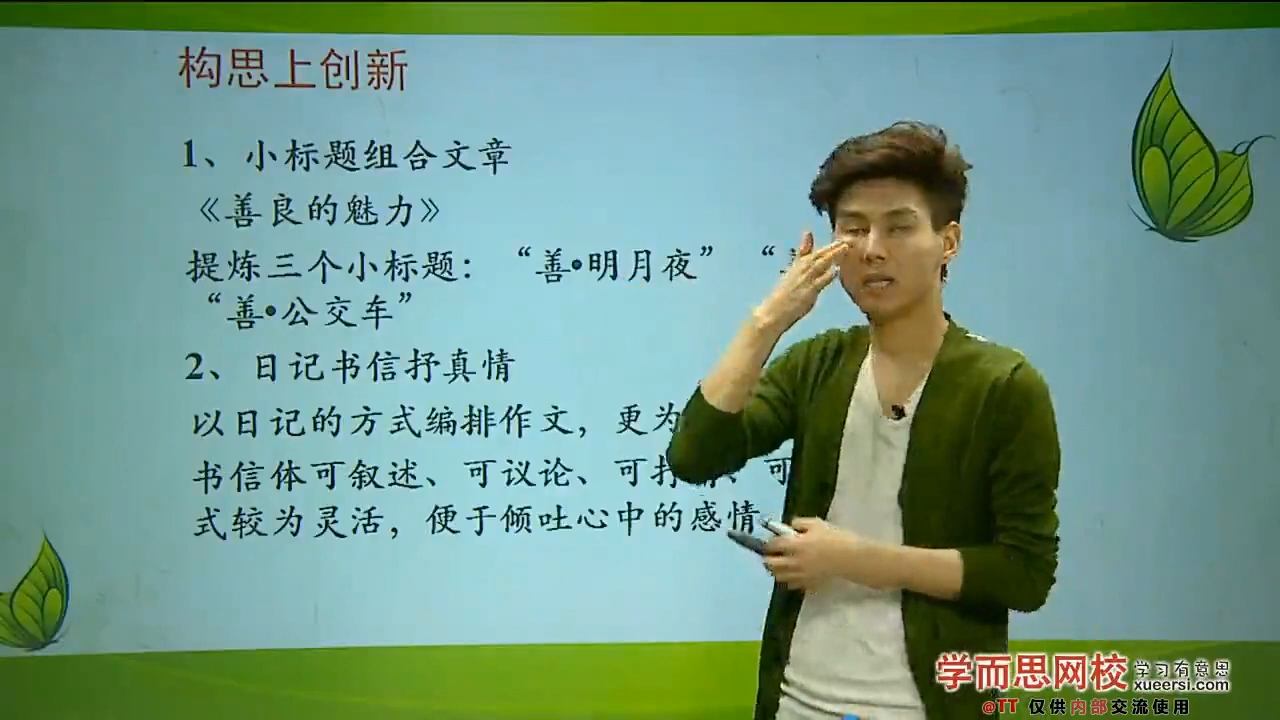 构思上创新
1、小标题组合文章
《善良的魅力》
提炼三个小标题：“善•明月夜” “
“善•公交车”
2、日记书信抒真情
以日记的方式编排作文，更为
书信体可叙述、可议论、可抒情、可
式较为灵活，便于倾吐心中的感情
学而思网校 学习有意思
xueersi.com
@TT 仅供内部交流使用